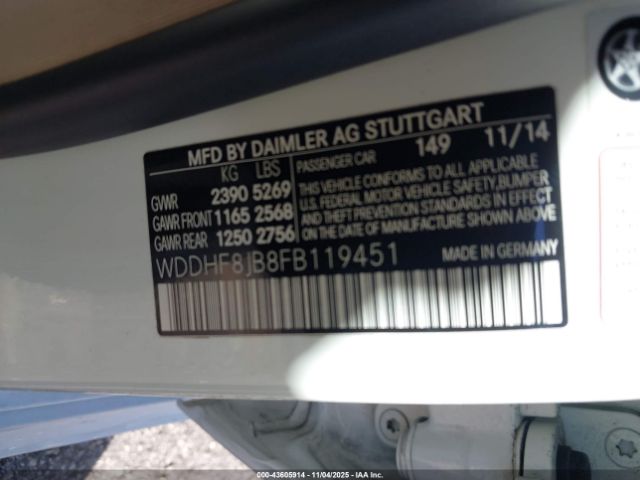 MFD BY DAIMLER AG STUTTGART
KG LBS PASSENGER CAR 149 11/14
GVWR 2390 5269
GAWR FRONT 1165 2568
GAWR REAR 1250 2756
THIS VEHICLE CONFORMS TO ALL APPLICABLE
U.S. FEDERAL MOTOR VEHICLE SAFETY, BUMPER
AND THEFT PREVENTION STANDARDS IN EFFECT
ON THE DATE OF MANUFACTURE SHOWN ABOVE.
WDDHF8JB8FB119451 MADE IN GERMANY
000-43605914 - 11/04/2025 - IAA Inc.